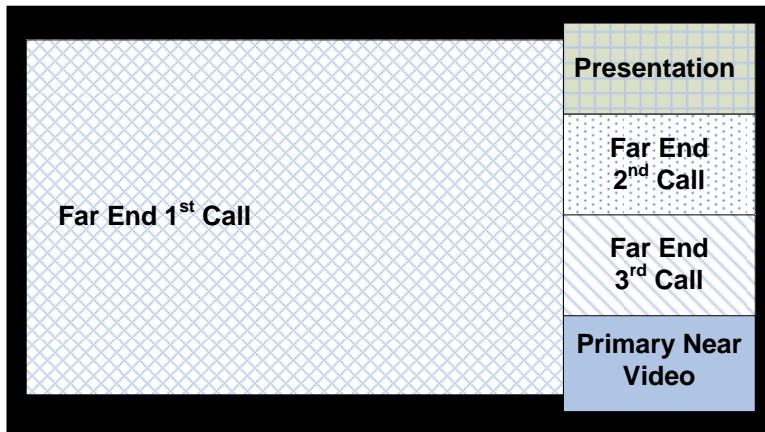 Far End 1st Call
Presentation
Far End
2nd Call
Far End
3rd Call
Primary Near
Video